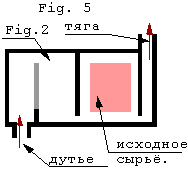 Fig. 5
тяга
Fig.2
исходное
сырьё.
дутье